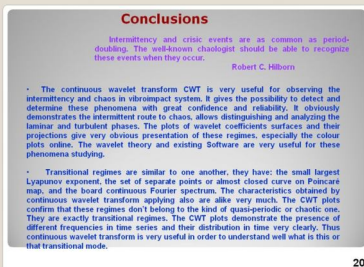 Conclusions
Intermittency and crisic events are as common as period-
doubling. The well-known chaologist should be able to recognize
these events when they occur.
Robert C. Hilborn
• The continuous wavelet transform CWT is very useful for observing the
intermittency and chaos in vibroimpact system. It gives the possibility to detect and
determine these phenomena with great confidence and reliability. It obviously
demonstrates the intermittent route to chaos, allows distinguishing and analyzing the
laminar and turbulent phases. The plots of wavelet coefficients surfaces and their
projections give very obvious presentation of these regimes, especially the colour
plots online. The wavelet theory and existing Software are very useful for these
phenomena studying.
• Transitional regimes are similar to one another, they have: the small largest
Lyapunov exponent, the set of separate points or almost closed curve on Poincaré
map, and the board continuous Fourier spectrum. The characteristics obtained by
continuous wavelet transform applying also are alike very much. The CWT plots
confirm that these regimes don't belong to the kind of quasi-periodic or chaotic one.
They are exactly transitional regimes. The CWT plots demonstrate the presence of
different frequencies in time series and their distribution in time very clearly. Thus
continuous wavelet transform is very useful in order to understand well what is this or
that transitional mode.
20